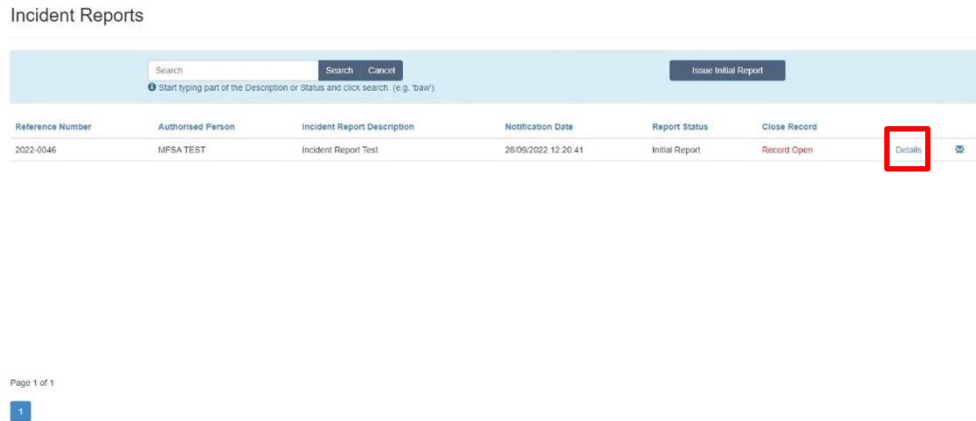 Incident Reports
Search Search Cancel Issue Initial Report
Start typing part of the Description or Status and click search. (e.g. 'baw')
Reference Number Authorised Person Incident Report Description Notification Date Report Status Close Record
2022-0046 MFSA TEST Incident Report Test 28/09/2022 12:20:41 Initial Report Record Open Details
Page 1 of 1
1